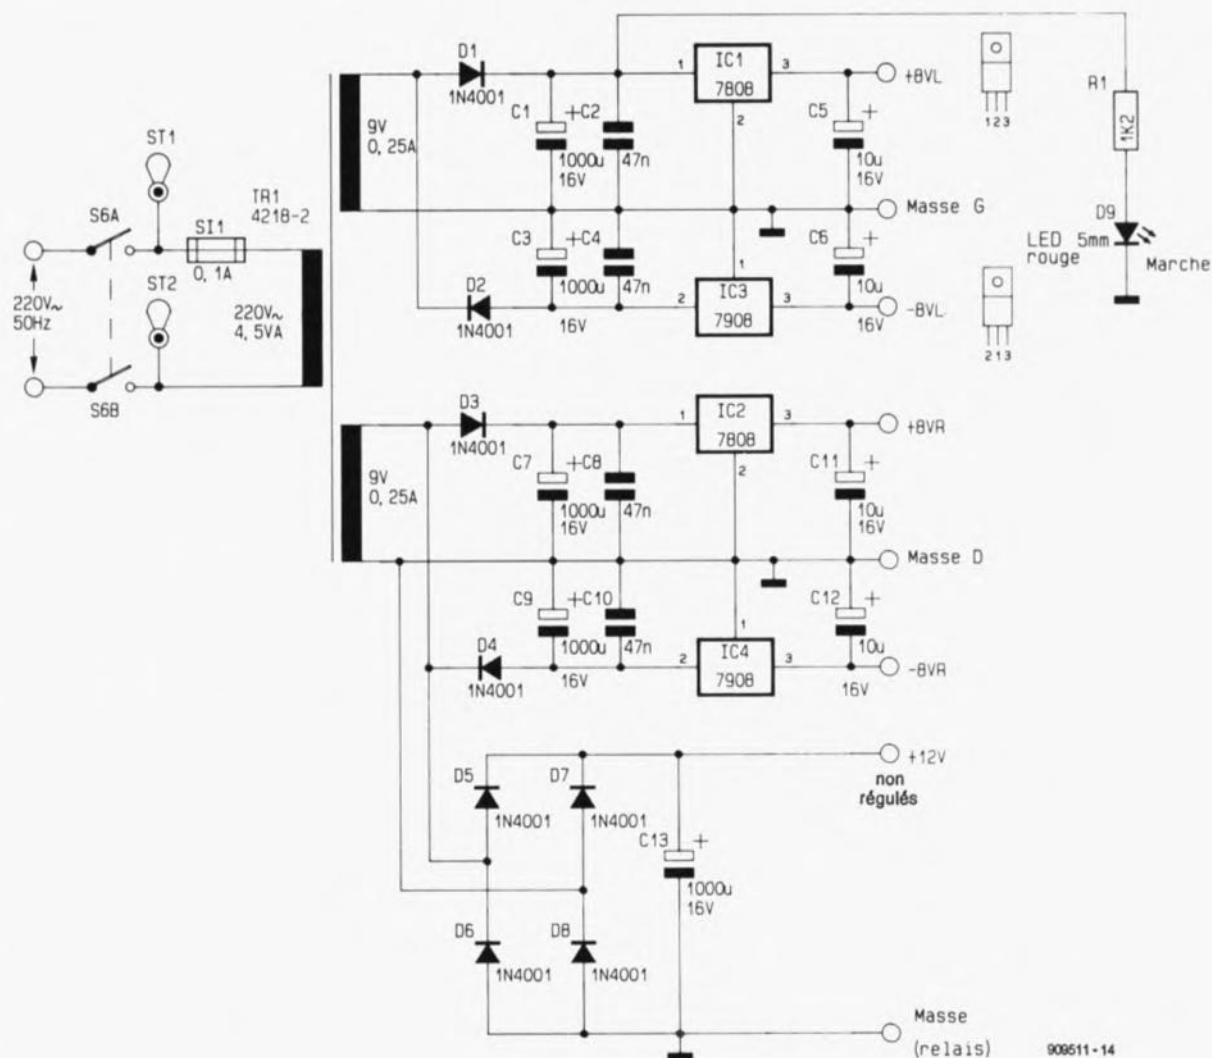 D1
1N4001
C1
+
C2
1000u
16V
47n
1
IC1
7808
3
2
C5
+
10u
16V
+8VL
123
R1
1K2
9V
0,25A
Masse G
D9
LED 5mm
rouge
Marche
C3
+
C4
1000u
16V
47n
D2
1N4001
1
2
IC3
7908
3
C6
+
10u
16V
-8VL
213
ST1
S6A
SI1
0,1A
TR1
4218-2
220V~
50Hz
ST2
220V~
4,5VA
S6B
D3
1N4001
C7
+
C8
1000u
16V
47n
1
IC2
7808
3
2
C11
+
10u
16V
+8VR
9V
0,25A
Masse D
C9
+
C10
1000u
16V
47n
D4
1N4001
1
2
IC4
7908
3
C12
+
10u
16V
-8VR
+12V
non
régulés
D5
1N4001
D7
1N4001
C13
+
1000u
16V
D6
1N4001
D8
1N4001
Masse
(relais)
909511-14